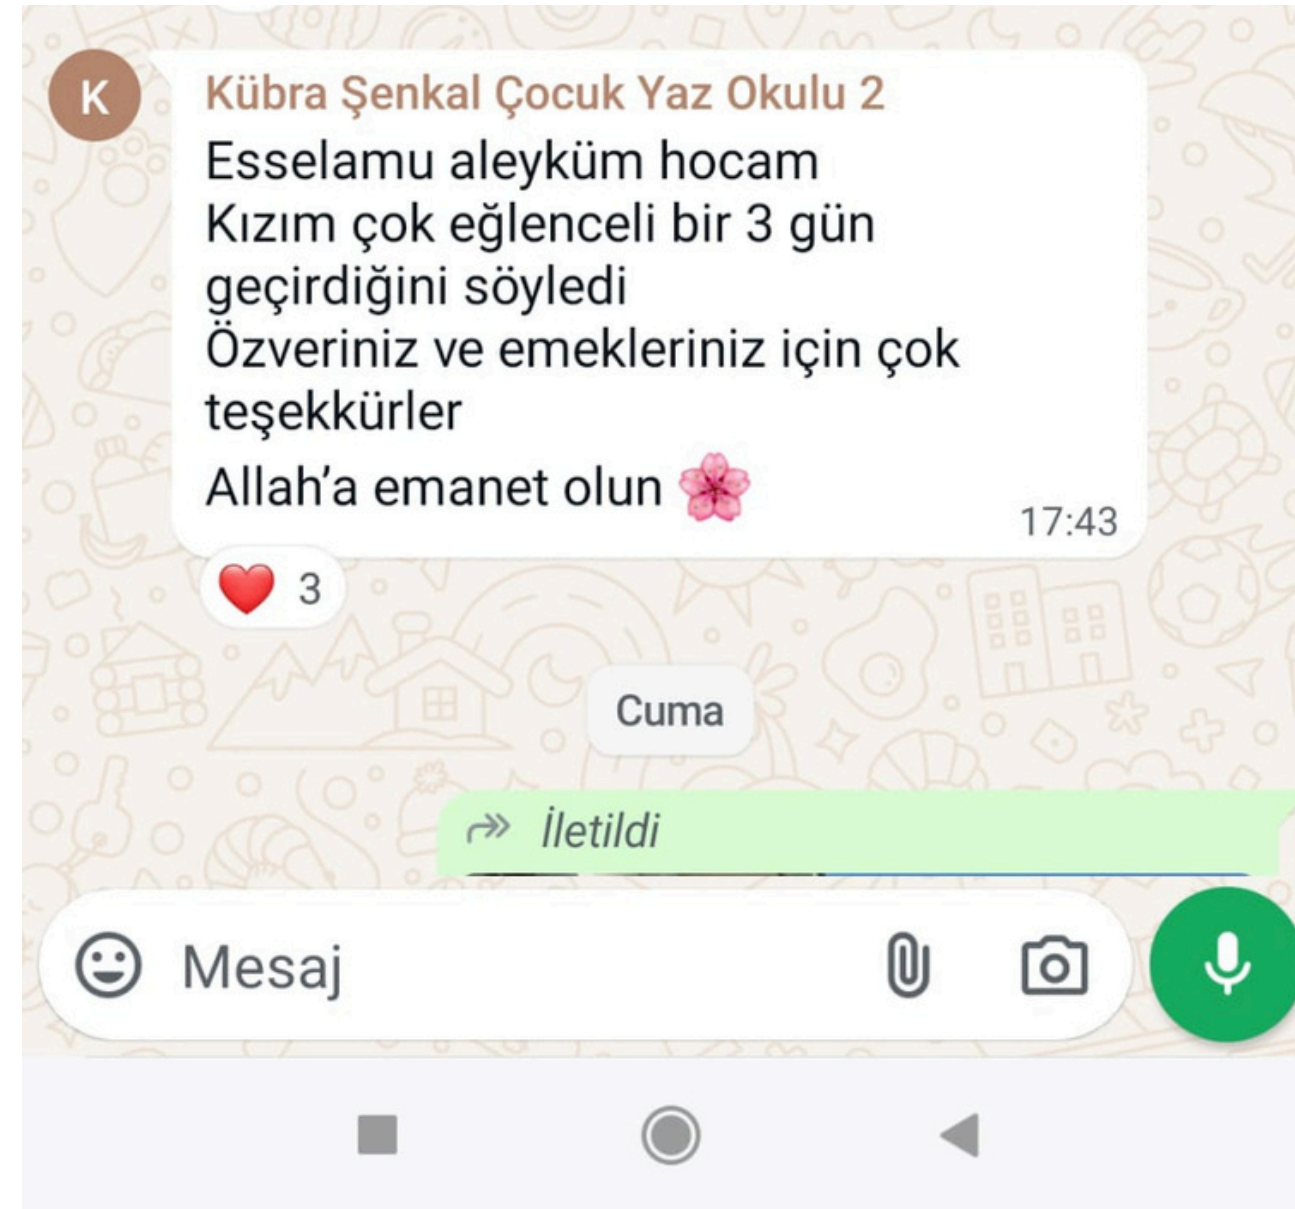 K
Kübra Şenkal Çocuk Yaz Okulu 2
Esselamu aleyküm hocam
Kızım çok eğlenceli bir 3 gün
geçirdiğini söyledi
Özveriniz ve emekleriniz için çok
teşekkürler
Allah’a emanet olun 🌸
17:43
❤️ 3
Cuma
İletildi
Mesaj